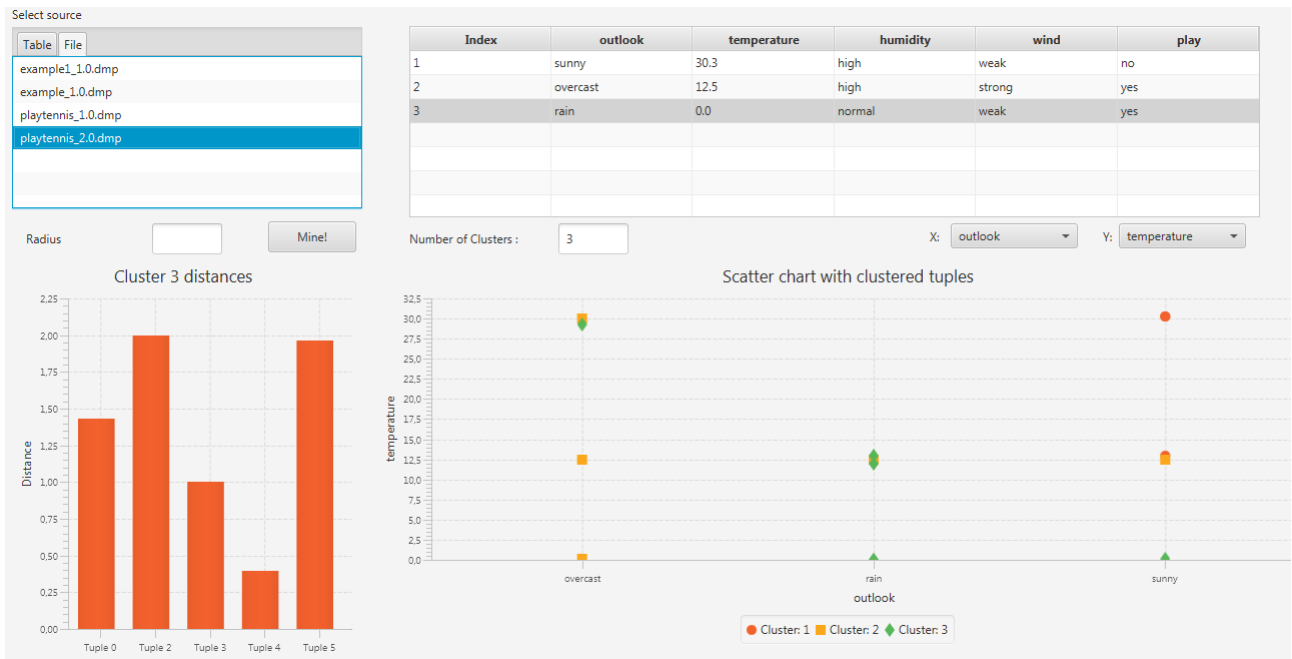 Select source
Table File
example1_1.0.dmp
example_1.0.dmp
playtennis_1.0.dmp
playtennis_2.0.dmp
Index outlook temperature humidity wind play
1 sunny 30.3 high weak no
2 overcast 12.5 high strong yes
3 rain 0.0 normal weak yes
Radius Mine!
Number of Clusters : 3 X: outlook Y: temperature
Cluster 3 distances
2,25
2,00
1,75
1,50
1,25
1,00
0,75
0,50
0,25
0,00
Distance
Tuple 0 Tuple 2 Tuple 3 Tuple 4 Tuple 5
Scatter chart with clustered tuples
32,5
30,0
27,5
25,0
22,5
20,0
17,5
15,0
12,5
10,0
7,5
5,0
2,5
0,0
temperature
overcast rain sunny
outlook
Cluster: 1 Cluster: 2 Cluster: 3